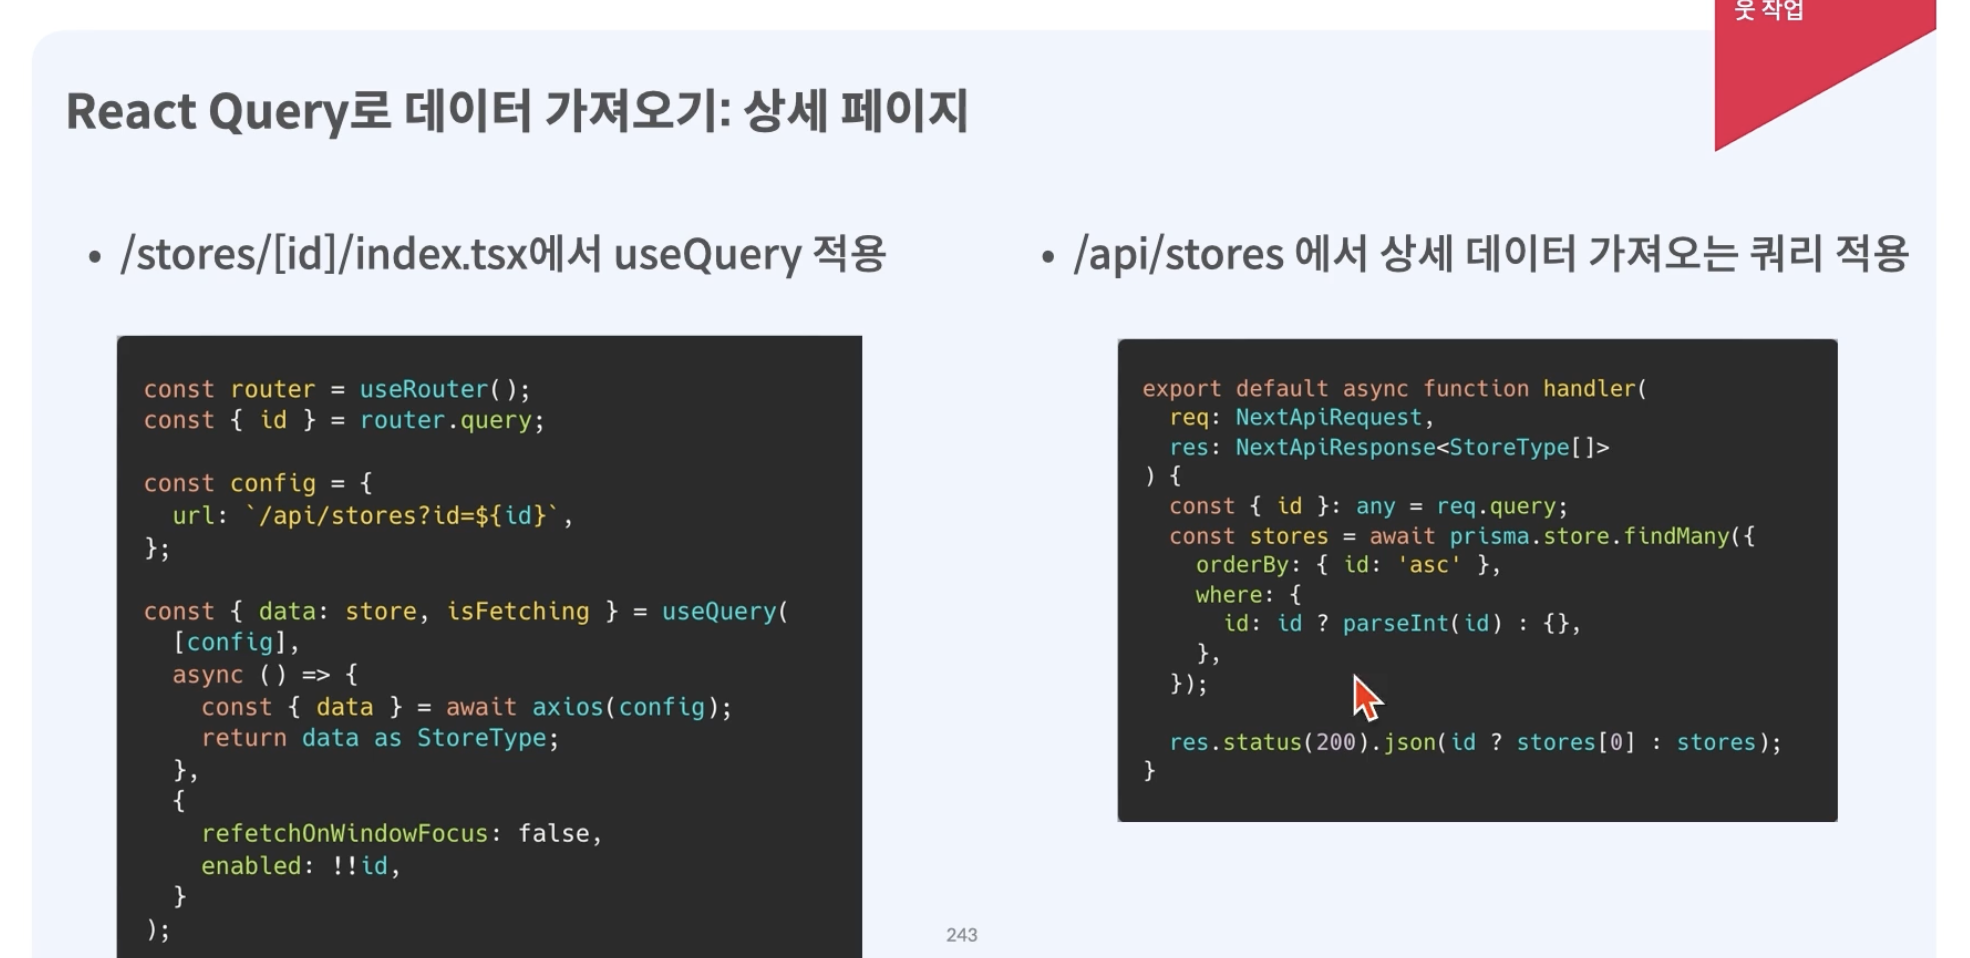 웃 작업
React Query로 데이터 가져오기: 상세 페이지
• /stores/[id]/index.tsx에서 useQuery 적용
const router = useRouter();
const { id } = router.query;
const config = {
  url: `/api/stores?id=${id}`,
};
const { data: store, isFetching } = useQuery(
  [config],
  async () => {
    const { data } = await axios(config);
    return data as StoreType;
  },
  {
    refetchOnWindowFocus: false,
    enabled: !!id,
  }
);
• /api/stores 에서 상세 데이터 가져오는 쿼리 적용
export default async function handler(
  req: NextApiRequest,
  res: NextApiResponse<StoreType[]>
) {
  const { id }: any = req.query;
  const stores = await prisma.store.findMany({
    orderBy: { id: 'asc' },
    where: {
      id: id ? parseInt(id) : {},
    },
  });
  res.status(200).json(id ? stores[0] : stores);
}
243